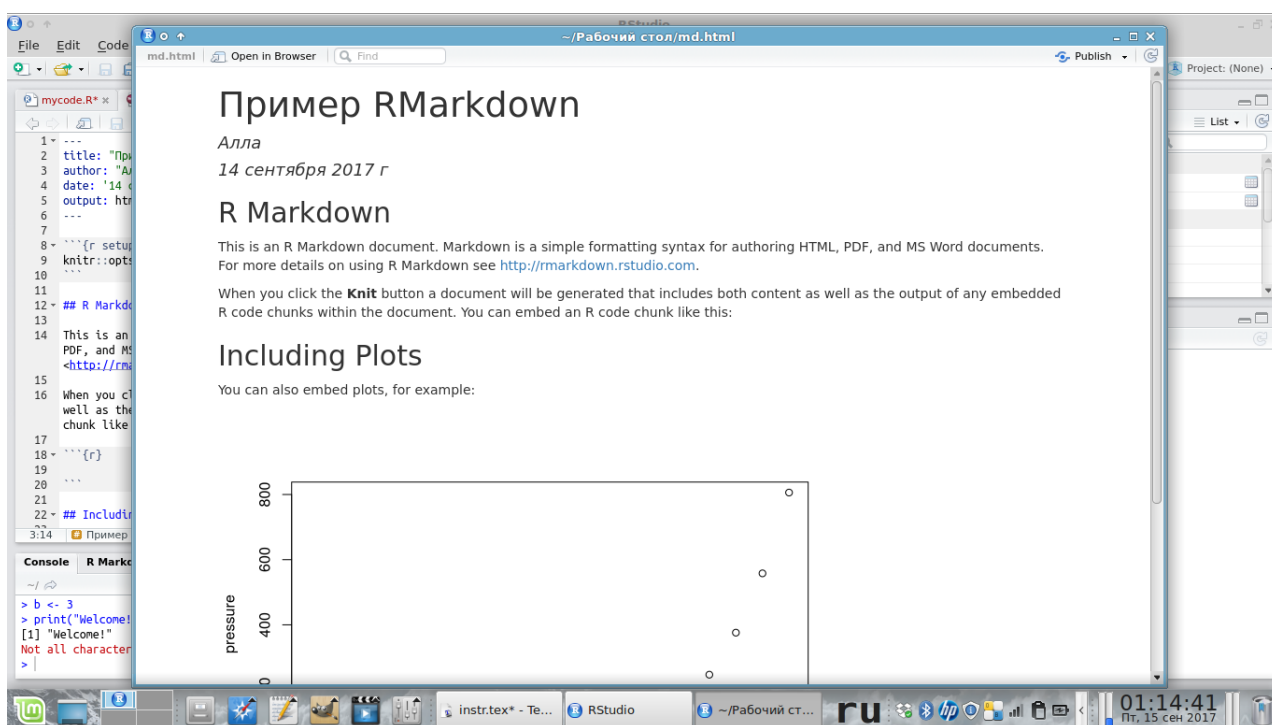 RStudio
File Edit Code
~/Рабочий стол/md.html
md.html Open in Browser Find Publish
Project: (None)
mycode.R* ×
List
1 ---
2 title: "При
3 author: "Ал
4 date: '14 с
5 output: htm
6 ---
7
8 ```{r setup
9 knitr::opts
10 ```
11
12 ## R Markdo
13
14 This is an
PDF, and MS
<http://rma
15
16 When you cl
well as the
chunk like
17
18 ```{r}
19
20 ```
21
22 ## Includin
3:14 # Пример
Console R Markd
~/
> b <- 3
> print("Welcome!
[1] "Welcome!"
Not all character
>
Пример RMarkdown
Алла
14 сентября 2017 г
R Markdown
This is an R Markdown document. Markdown is a simple formatting syntax for authoring HTML, PDF, and MS Word documents.
For more details on using R Markdown see http://rmarkdown.rstudio.com.
When you click the Knit button a document will be generated that includes both content as well as the output of any embedded
R code chunks within the document. You can embed an R code chunk like this:
Including Plots
You can also embed plots, for example:
800
600
400
pressure
instr.tex* - Te... RStudio ~/Рабочий ст... ru 01:14:41
Пт, 15 сен 2017